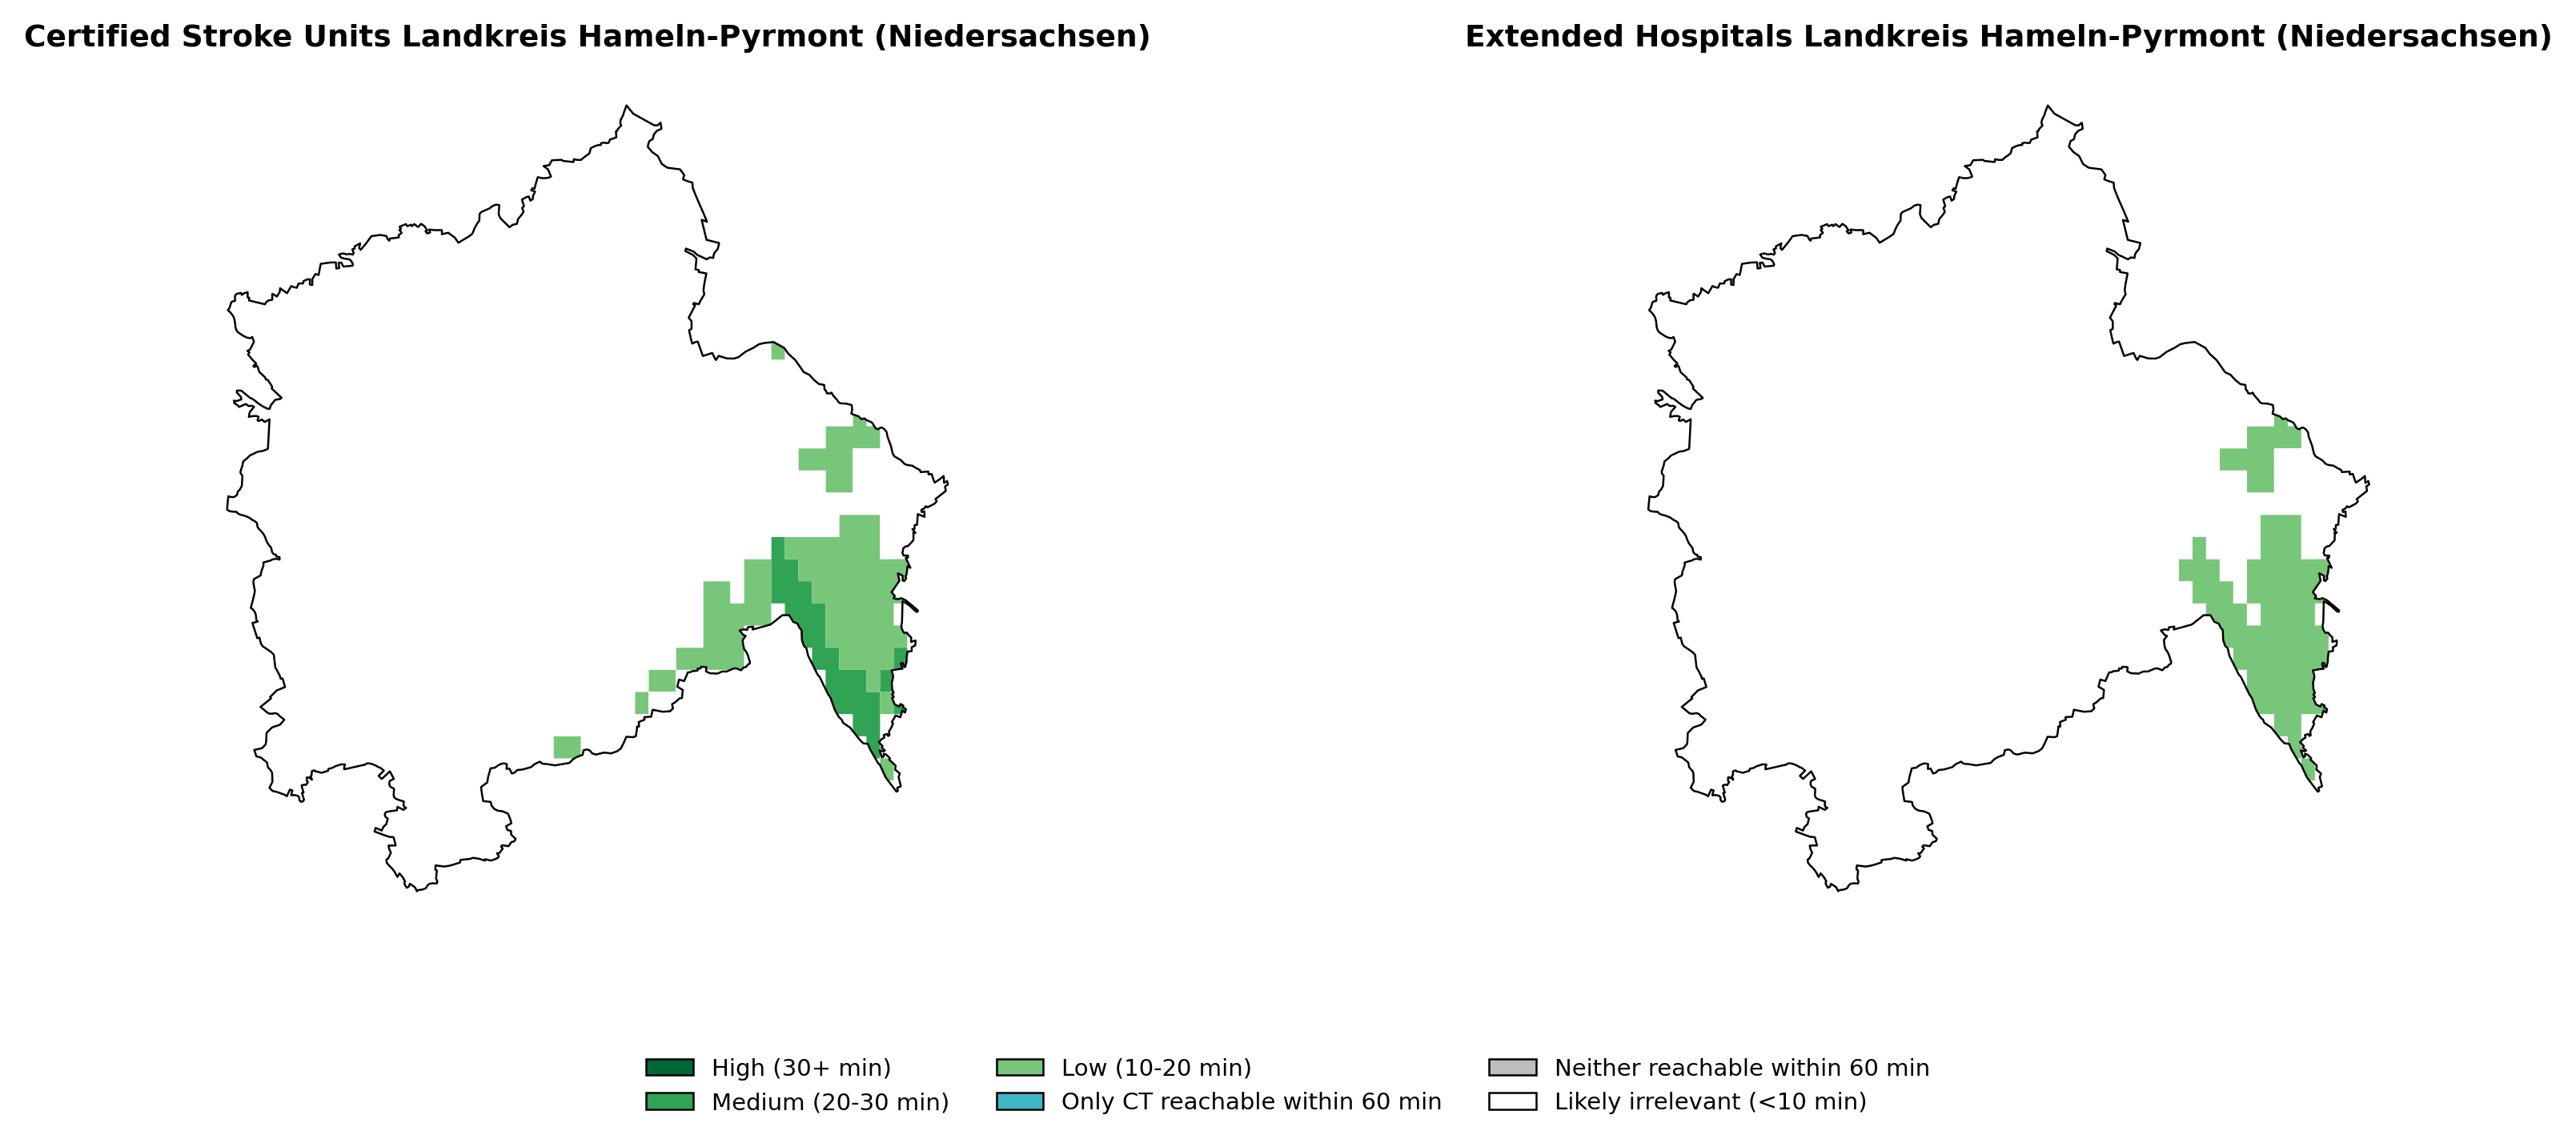 Certified Stroke Units Landkreis Hameln-Pyrmont (Niedersachsen)
Extended Hospitals Landkreis Hameln-Pyrmont (Niedersachsen)
High (30+ min)
Medium (20-30 min)
Low (10-20 min)
Only CT reachable within 60 min
Neither reachable within 60 min
Likely irrelevant (<10 min)